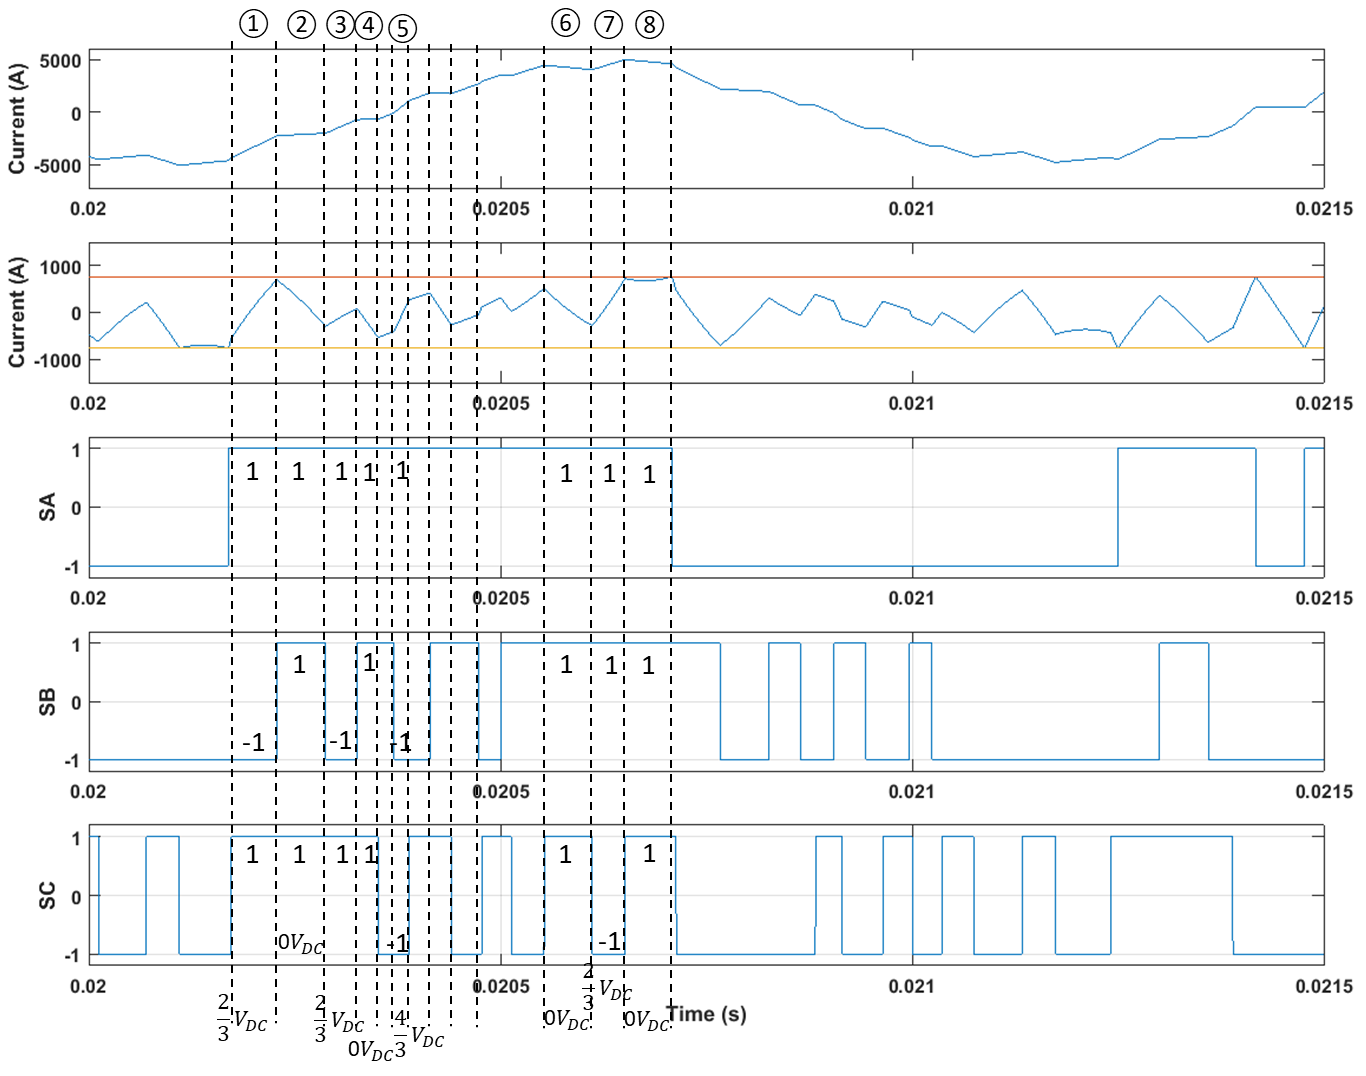 ① ② ③ ④ ⑤ ⑥ ⑦ ⑧
Current (A)
5000
0
-5000
0.02 0.0205 0.021 0.0215
Current (A)
1000
0
-1000
0.02 0.0205 0.021 0.0215
SA
1
0
-1
1 1 1 1 1 1 1 1
0.02 0.0205 0.021 0.0215
SB
1
0
-1
1 1 1 1 1
-1 -1 -1
0.02 0.0205 0.021 0.0215
SC
1
0
-1
1 1 1 1 1 1
0V_DC -1 -1
0.02 0.0205 0.021 0.0215
2/3 V_DC 2/3 V_DC 0V_DC 4/3 V_DC 0V_DC 2/3 V_DC 0V_DC
Time (s)